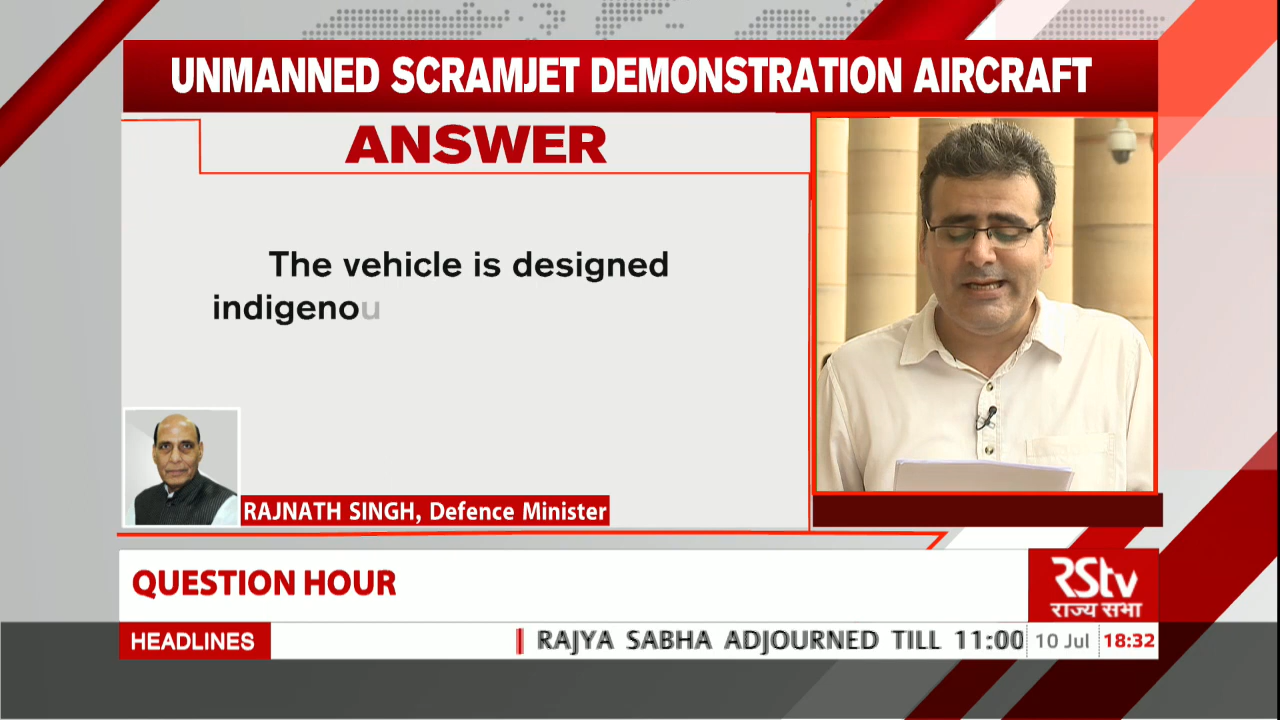 UNMANNED SCRAMJET DEMONSTRATION AIRCRAFT
ANSWER
The vehicle is designed
indigenou
RAJNATH SINGH, Defence Minister
QUESTION HOUR
RSTV
राज्य सभा
HEADLINES
RAJYA SABHA ADJOURNED TILL 11:00
10 Jul
18:32